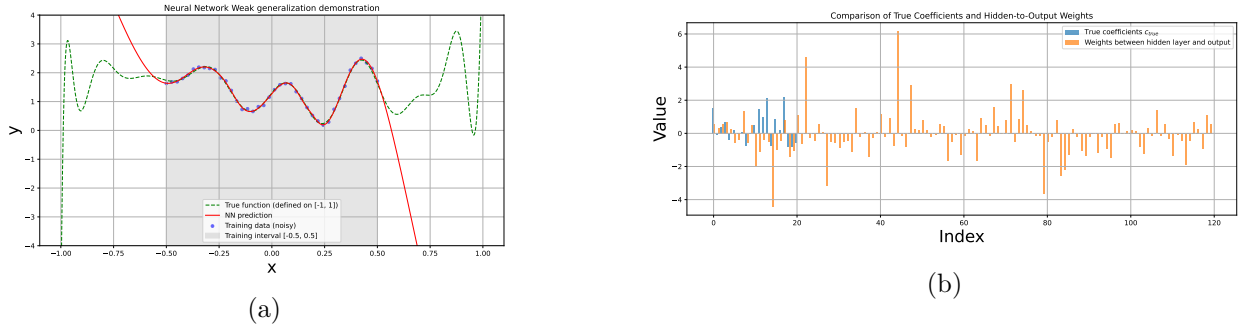 Neural Network Weak generalization demonstration
4
3
2
1
0
−1
−2
−3
−4
y
True function (defined on [-1, 1])
NN prediction
Training data (noisy)
Training interval [-0.5, 0.5]
−1.00 −0.75 −0.50 −0.25 0.00 0.25 0.50 0.75 1.00
x
(a)
Comparison of True Coefficients and Hidden-to-Output Weights
True coefficients c_true
Weights between hidden layer and output
6
4
2
0
−2
−4
Value
0 20 40 60 80 100 120
Index
(b)